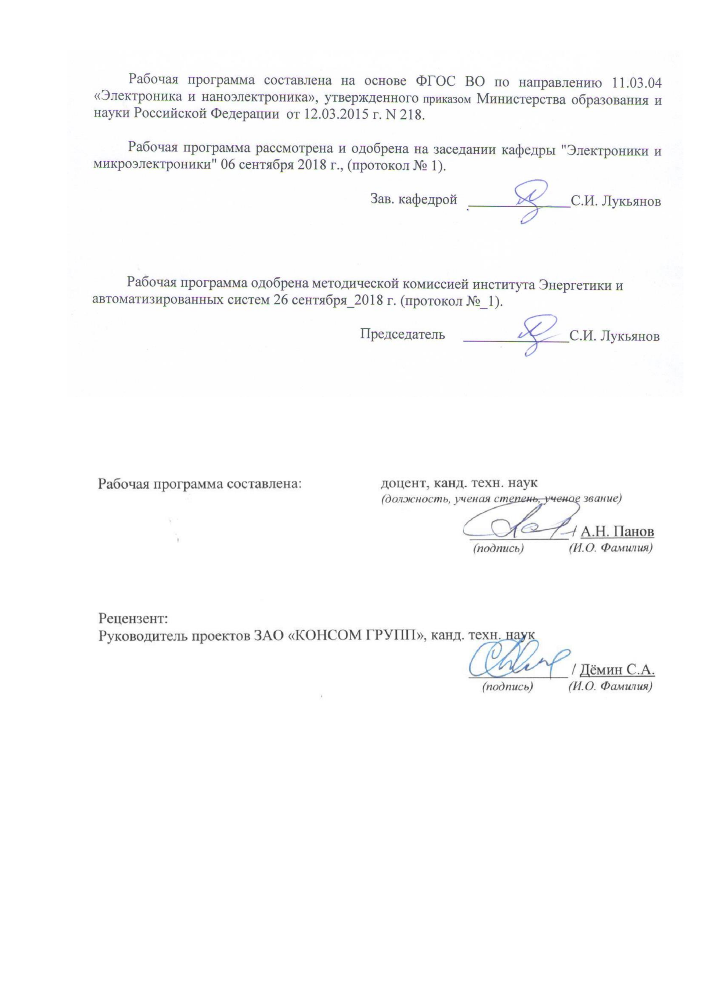 Рабочая программа составлена на основе ФГОС ВО по направлению 11.03.04
«Электроника и наноэлектроника», утвержденного приказом Министерства образования и
науки Российской Федерации от 12.03.2015 г. N 218.
Рабочая программа рассмотрена и одобрена на заседании кафедры "Электроники и
микроэлектроники" 06 сентября 2018 г., (протокол № 1).
Зав. кафедрой ______________С.И. Лукьянов
Рабочая программа одобрена методической комиссией института Энергетики и
автоматизированных систем 26 сентября_2018 г. (протокол №_1).
Председатель ______________С.И. Лукьянов
Рабочая программа составлена: доцент, канд. техн. наук
(должность, ученая степень, ученое звание)
______________/ А.Н. Панов
(подпись) (И.О. Фамилия)
Рецензент:
Руководитель проектов ЗАО «КОНСОМ ГРУПП», канд. техн. наук
______________ / Дёмин С.А.
(подпись) (И.О. Фамилия)